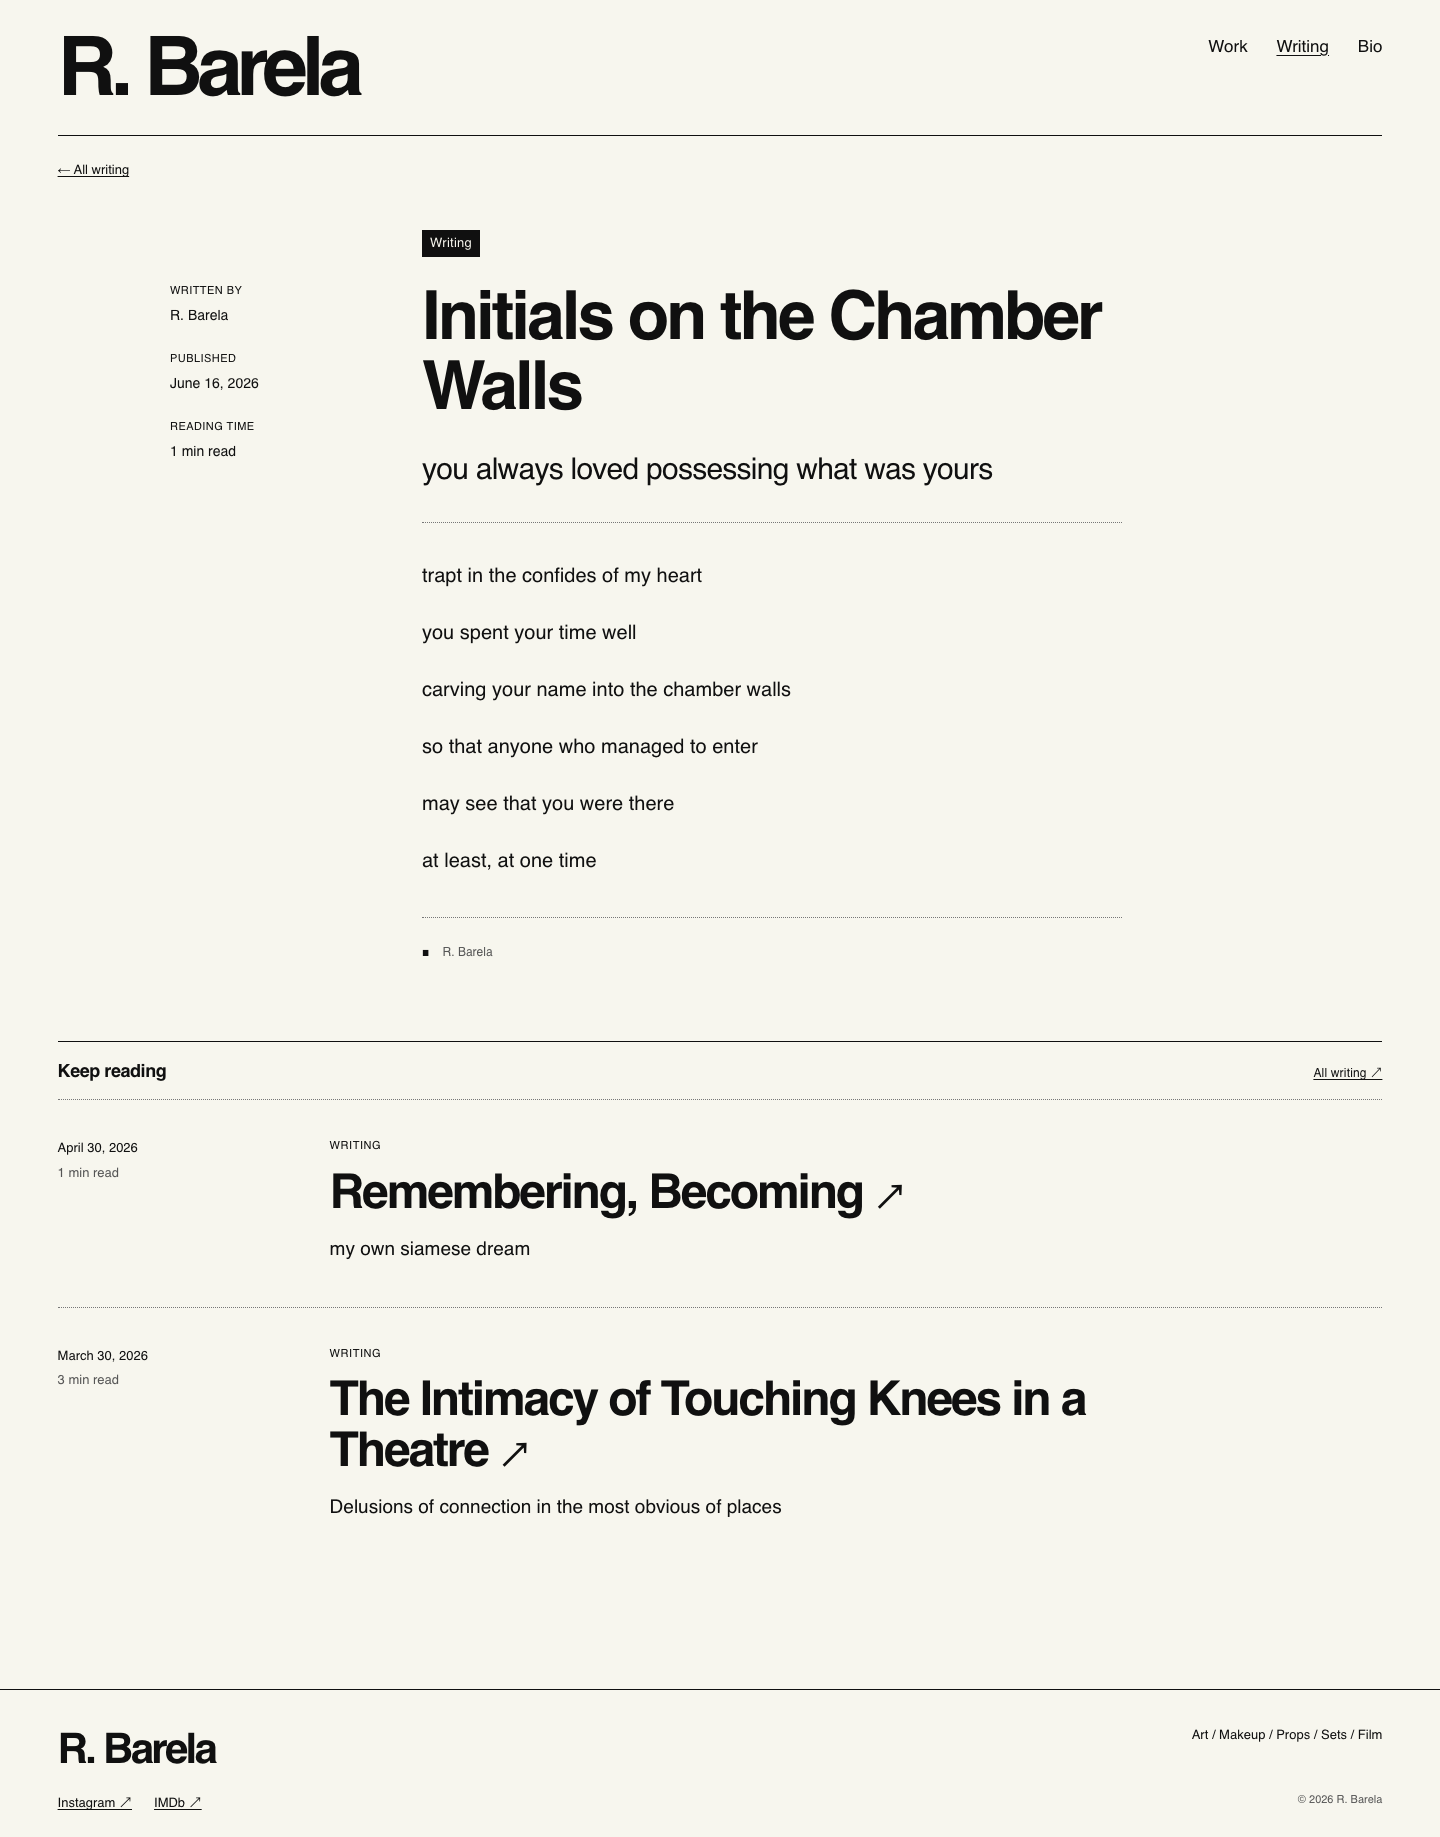 R. Barela
Work Writing Bio
← All writing
Writing
WRITTEN BY
R. Barela
PUBLISHED
June 16, 2026
READING TIME
1 min read
Initials on the Chamber
Walls
you always loved possessing what was yours
trapt in the confides of my heart
you spent your time well
carving your name into the chamber walls
so that anyone who managed to enter
may see that you were there
at least, at one time
■ R. Barela
Keep reading
All writing ↗
April 30, 2026
1 min read
WRITING
Remembering, Becoming ↗
my own siamese dream
March 30, 2026
3 min read
WRITING
The Intimacy of Touching Knees in a
Theatre ↗
Delusions of connection in the most obvious of places
R. Barela
Art / Makeup / Props / Sets / Film
Instagram ↗ IMDb ↗
© 2026 R. Barela